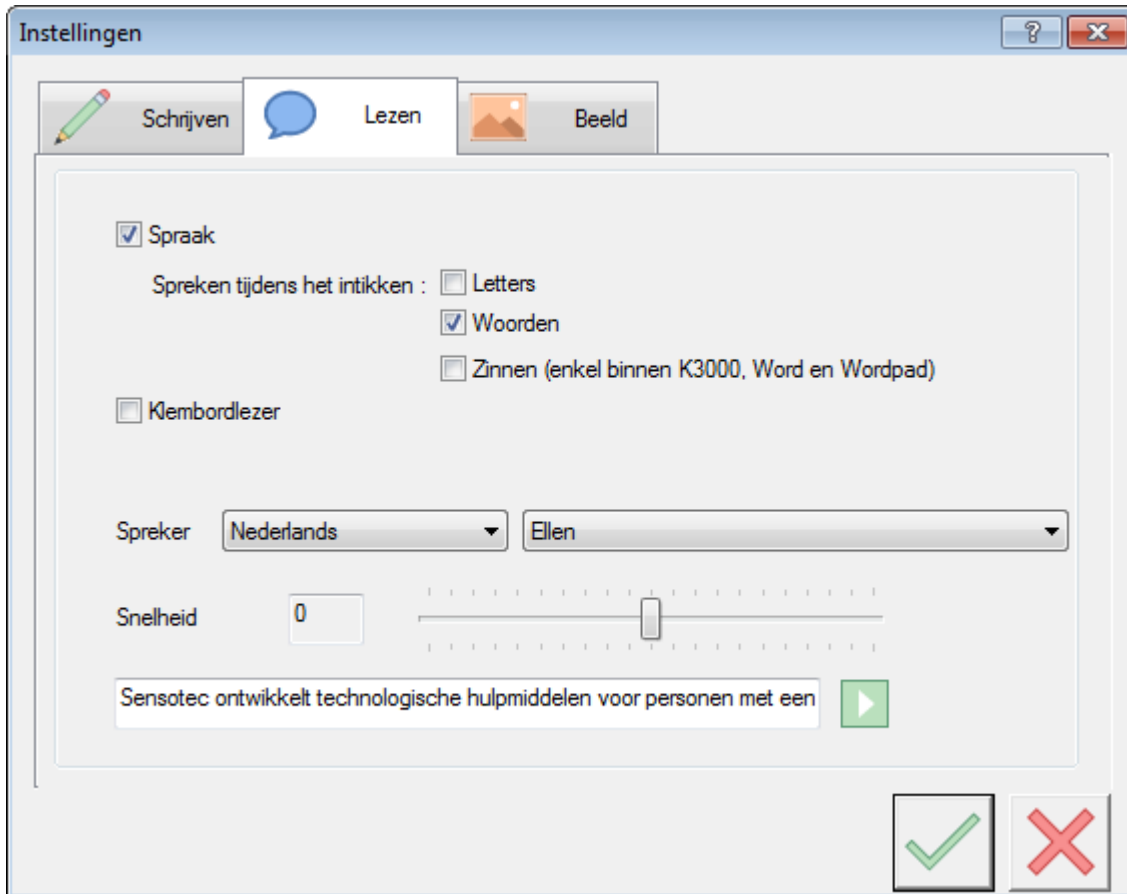 Instellingen
Schrijven
Lezen
Beeld
Spraak
Spreken tijdens het intikken :
Letters
Woorden
Zinnen (enkel binnen K3000, Word en Wordpad)
Klembordlezer
Spreker
Nederlands
Ellen
Snelheid
0
Sensotec ontwikkelt technologische hulpmiddelen voor personen met een